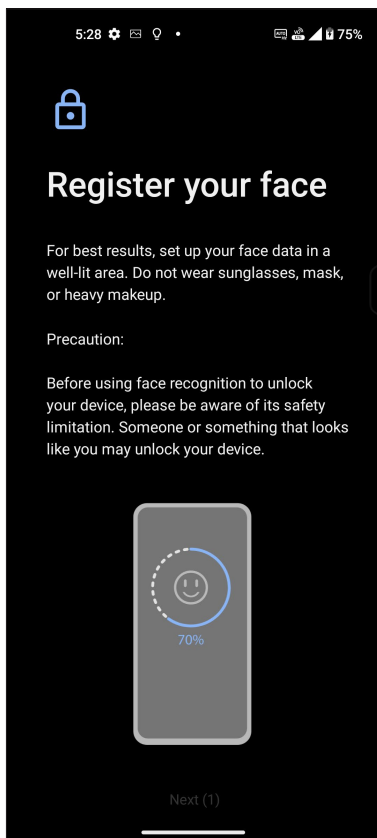 5:28
75%
Register your face
For best results, set up your face data in a
well-lit area. Do not wear sunglasses, mask,
or heavy makeup.
Precaution:
Before using face recognition to unlock
your device, please be aware of its safety
limitation. Someone or something that looks
like you may unlock your device.
70%
Next (1)